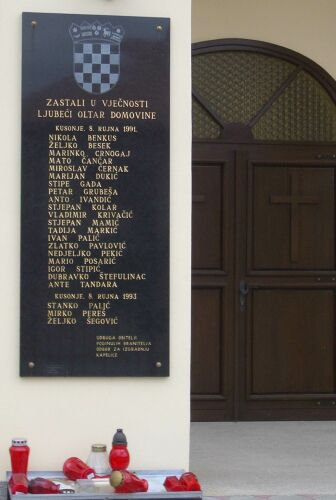 ZASTALI U VJEČNOSTI
LJUBEĆI OLTAR DOMOVINE
KUSONJE, 8. RUJNA 1991.
NIKOLA BENKUS
ŽELJKO BESEK
MARINKO CRNOGAJ
MATO ČANČAR
MIROSLAV ČERNAK
MARIJAN DUKIĆ
STIPE GADA
PETAR GRUBEŠA
ANTO IVANDIĆ
STJEPAN KOLAR
VLADIMIR KRIVAČIĆ
STJEPAN MAMIĆ
TADIJA MARKIĆ
IVAN PALIĆ
ZLATKO PAVLOVIĆ
NEDJELJKO PEKIĆ
MARIO POSARIĆ
IGOR STIPIĆ
DUBRAVKO ŠTEFULINAC
ANTE TANDARA
KUSONJE, 8. RUJNA 1993
STANKO PALIĆ
MIRKO PEREŠ
ŽELJKO ŠEGOVIĆ
UDRUGA OBITELJI
POGINULIH BRANITELJA
ODBOR ZA IZGRADNJU
KAPELICE